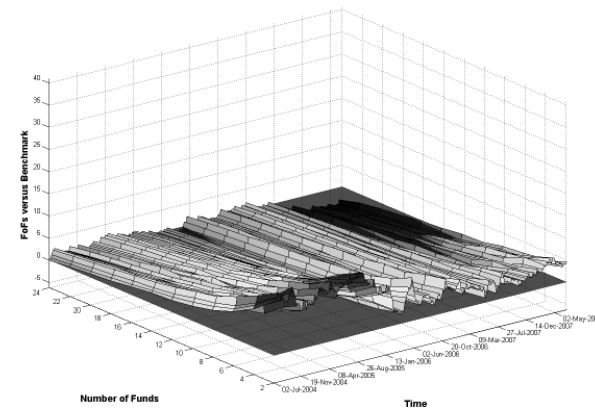 40
35
30
25
20
15
10
5
0
-5
FoFs versus Benchmark
24
22
20
18
16
14
12
10
8
6
4
2
Number of Funds
02-Jul-2004
19-Nov-2004
08-Apr-2005
26-Aug-2005
13-Jan-2006
02-Jun-2006
20-Oct-2006
09-Mar-2007
27-Jul-2007
14-Dec-2007
02-May-20
Time